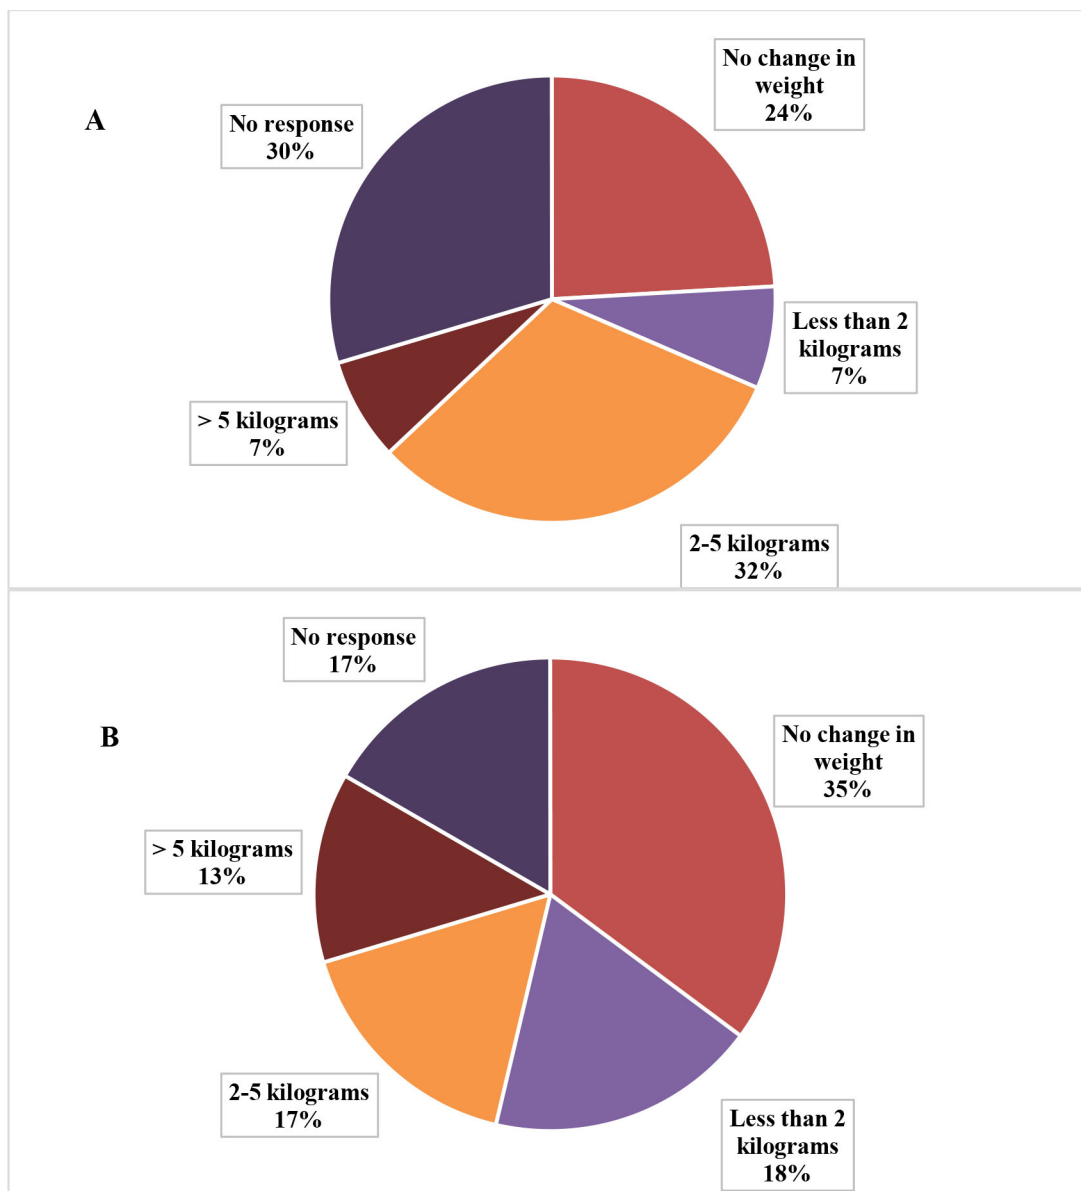 A
No change in
weight
24%
No response
30%
Less than 2
kilograms
7%
> 5 kilograms
7%
2-5 kilograms
32%
B
No response
17%
No change in
weight
35%
> 5 kilograms
13%
2-5 kilograms
17%
Less than 2
kilograms
18%